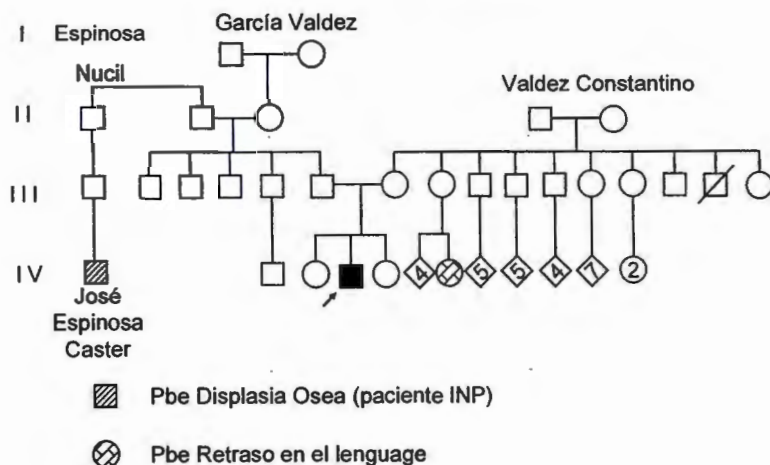 García Valdez
I Espinosa
Nucil
Valdez Constantino
II
III
IV
4
5
5
4
7
2
José
Espinosa
Caster
Pbe Displasia Osea (paciente INP)
Pbe Retraso en el lenguage